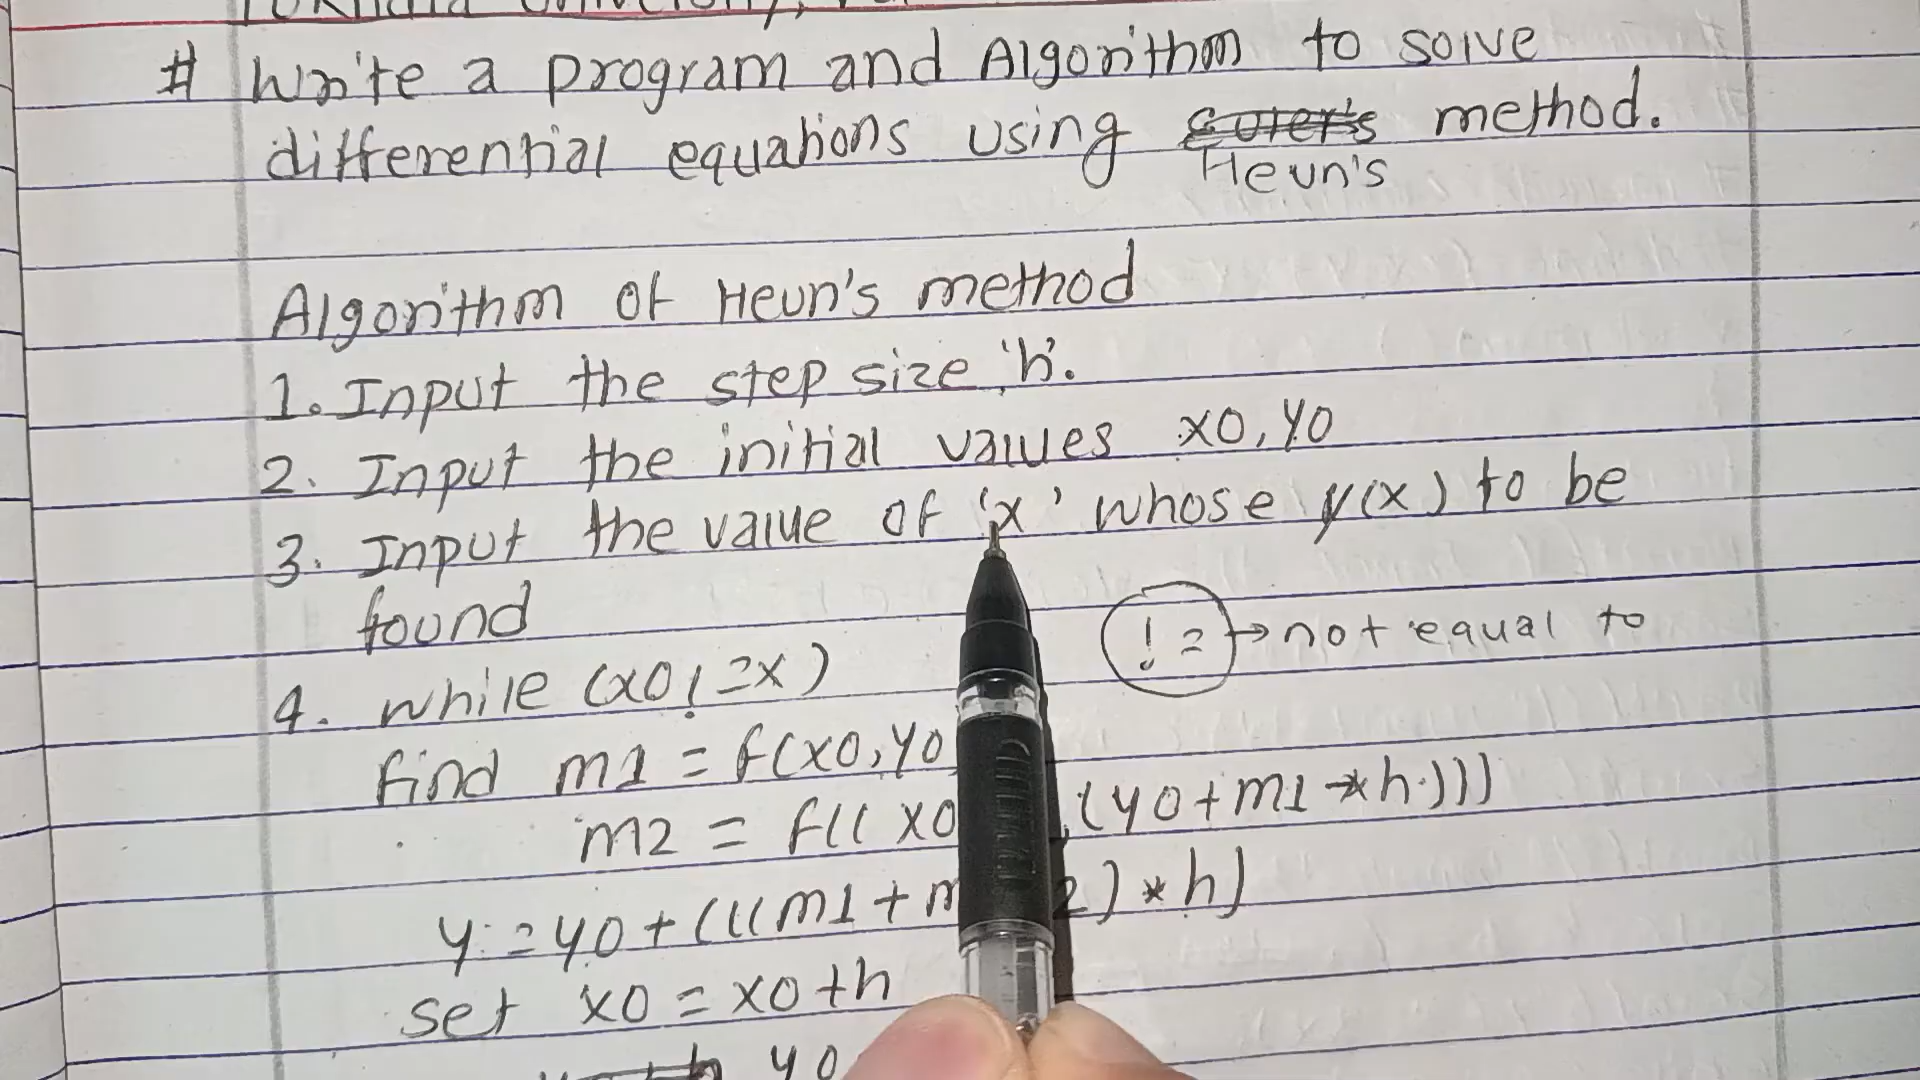 # Write a program and Algorithm to solve
differential equations using Euler's method.
Heun's
Algorithm of Heun's method
1. Input the step size 'h'.
2. Input the initial values x0, y0
3. Input the value of 'x' whose y(x) to be
found
!= → not equal to
4. while (x0!=x)
find m1 = f(x0,y0
m2 = f((x0 ,(y0+m1*h)))
y = y0+(((m1+m 2)*h)
set x0 = x0+h
y0